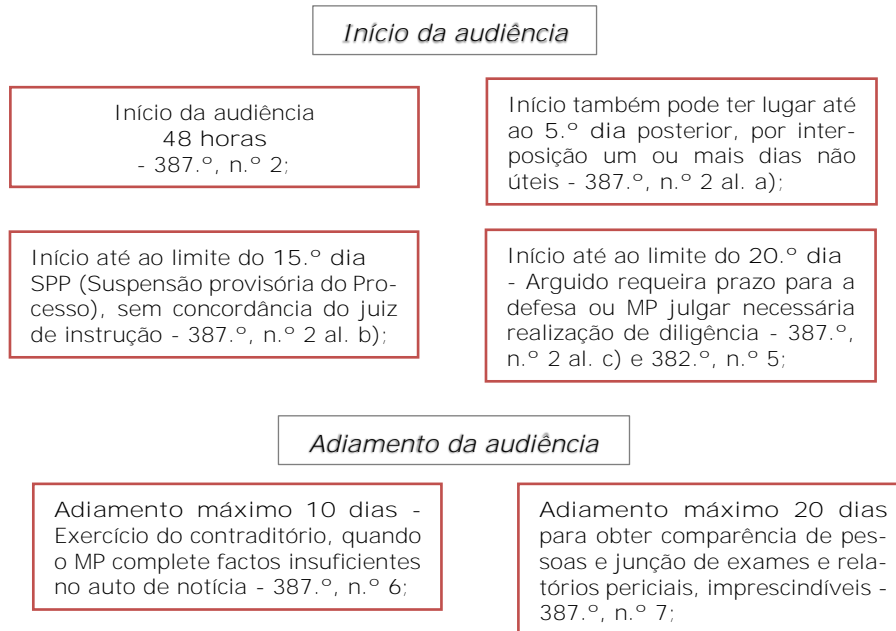 Início da audiência
Início da audiência
48 horas
- 387.º, n.º 2;
Início também pode ter lugar até
ao 5.º dia posterior, por inter-
posição um ou mais dias não
úteis - 387.º, n.º 2 al. a);
Início até ao limite do 15.º dia
SPP (Suspensão provisória do Pro-
cesso), sem concordância do juiz
de instrução - 387.º, n.º 2 al. b);
Início até ao limite do 20.º dia
- Arguido requeira prazo para a
defesa ou MP julgar necessária
realização de diligência - 387.º,
n.º 2 al. c) e 382.º, n.º 5;
Adiamento da audiência
Adiamento máximo 10 dias -
Exercício do contraditório, quando
o MP complete factos insuficientes
no auto de notícia - 387.º, n.º 6;
Adiamento máximo 20 dias
para obter comparência de pes-
soas e junção de exames e rela-
tórios periciais, imprescindíveis -
387.º, n.º 7;